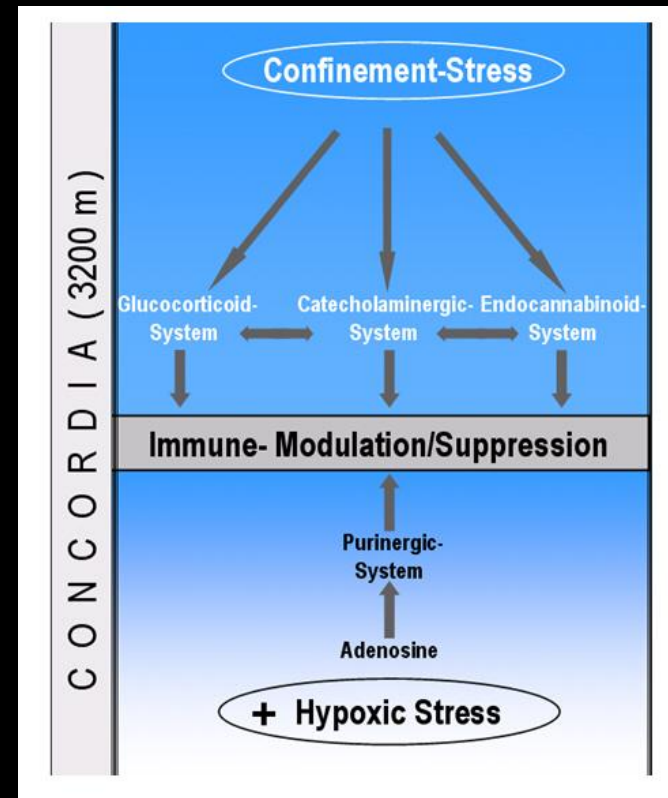 CONCORDIA (3200 m)
Confinement-Stress
Glucocorticoid-
System
Catecholaminergic-
System
Endocannabinoid-
System
Immune- Modulation/Suppression
Purinergic-
System
Adenosine
+ Hypoxic Stress